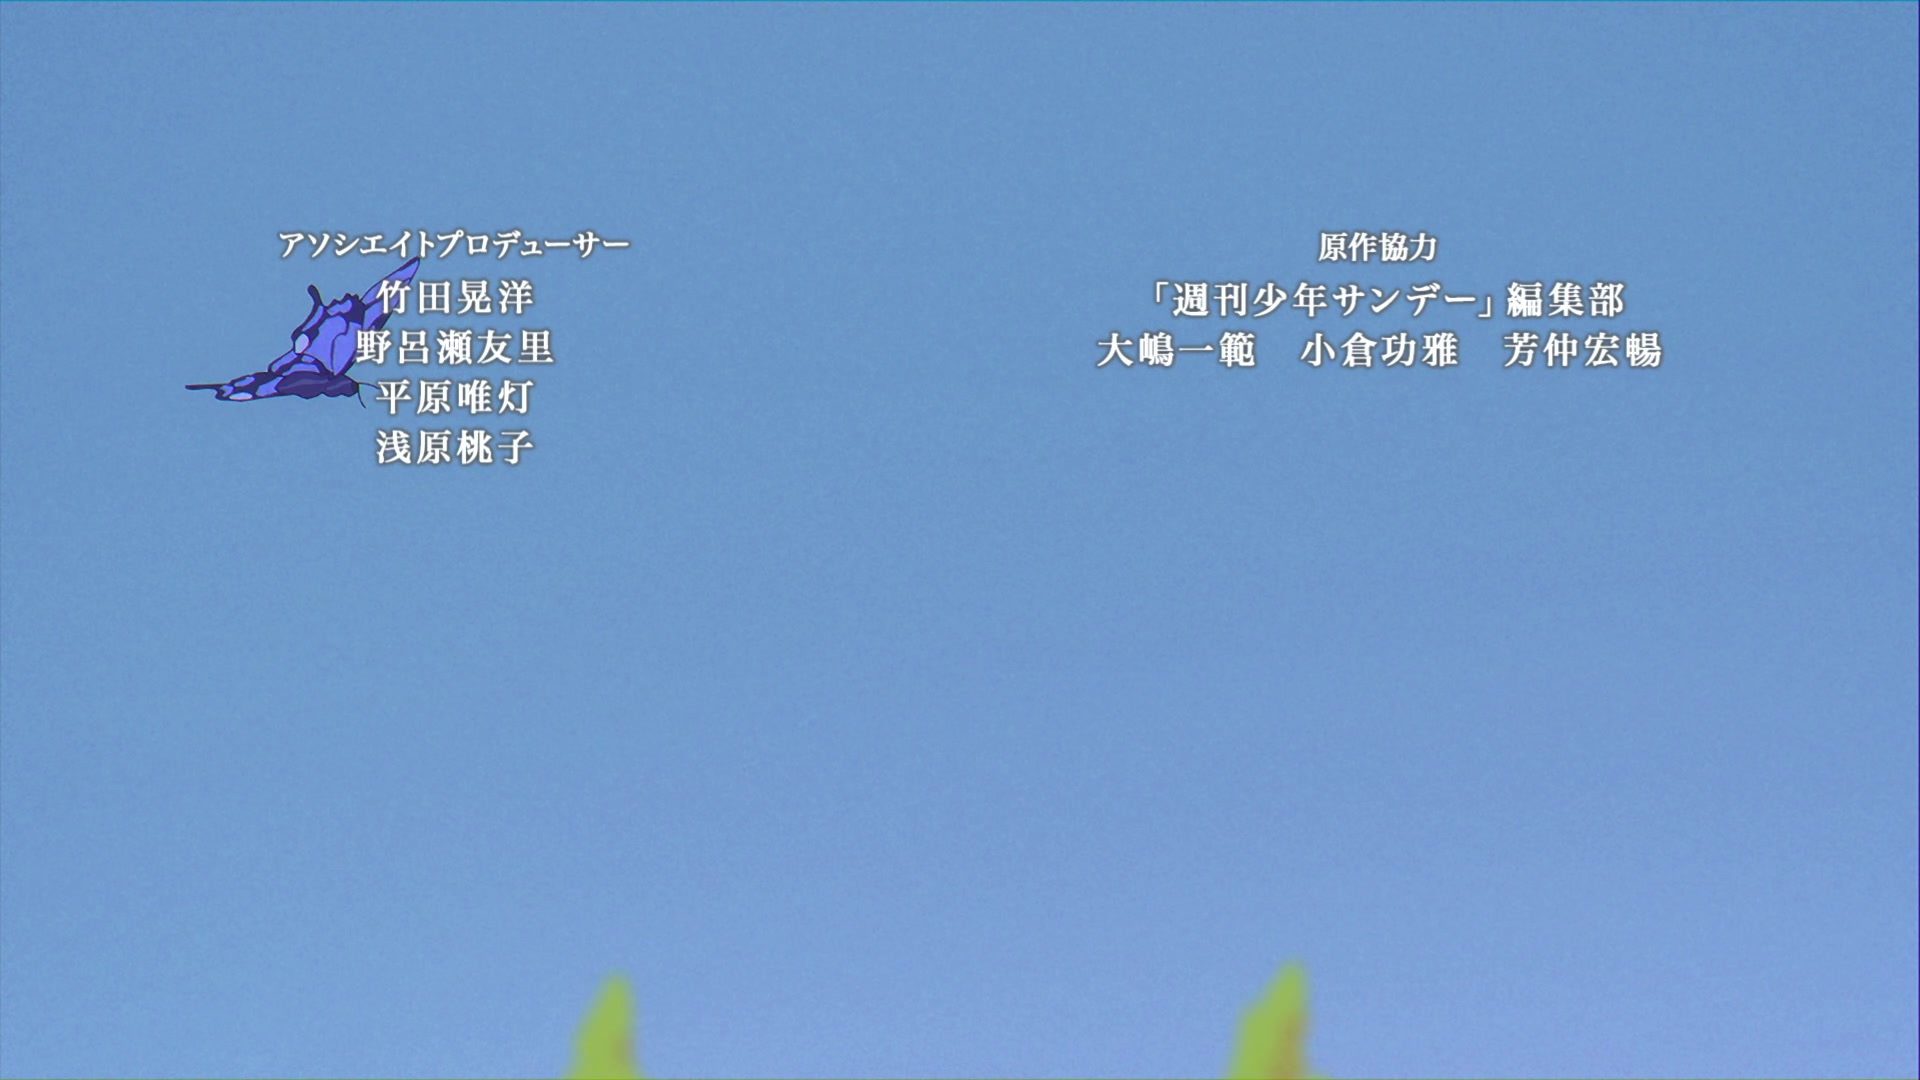 アソシエイトプロデューサー
竹田晃洋
野呂瀬友里
平原唯灯
浅原桃子
原作協力
「週刊少年サンデー」編集部
大嶋一範　小倉功雅　芳仲宏暢